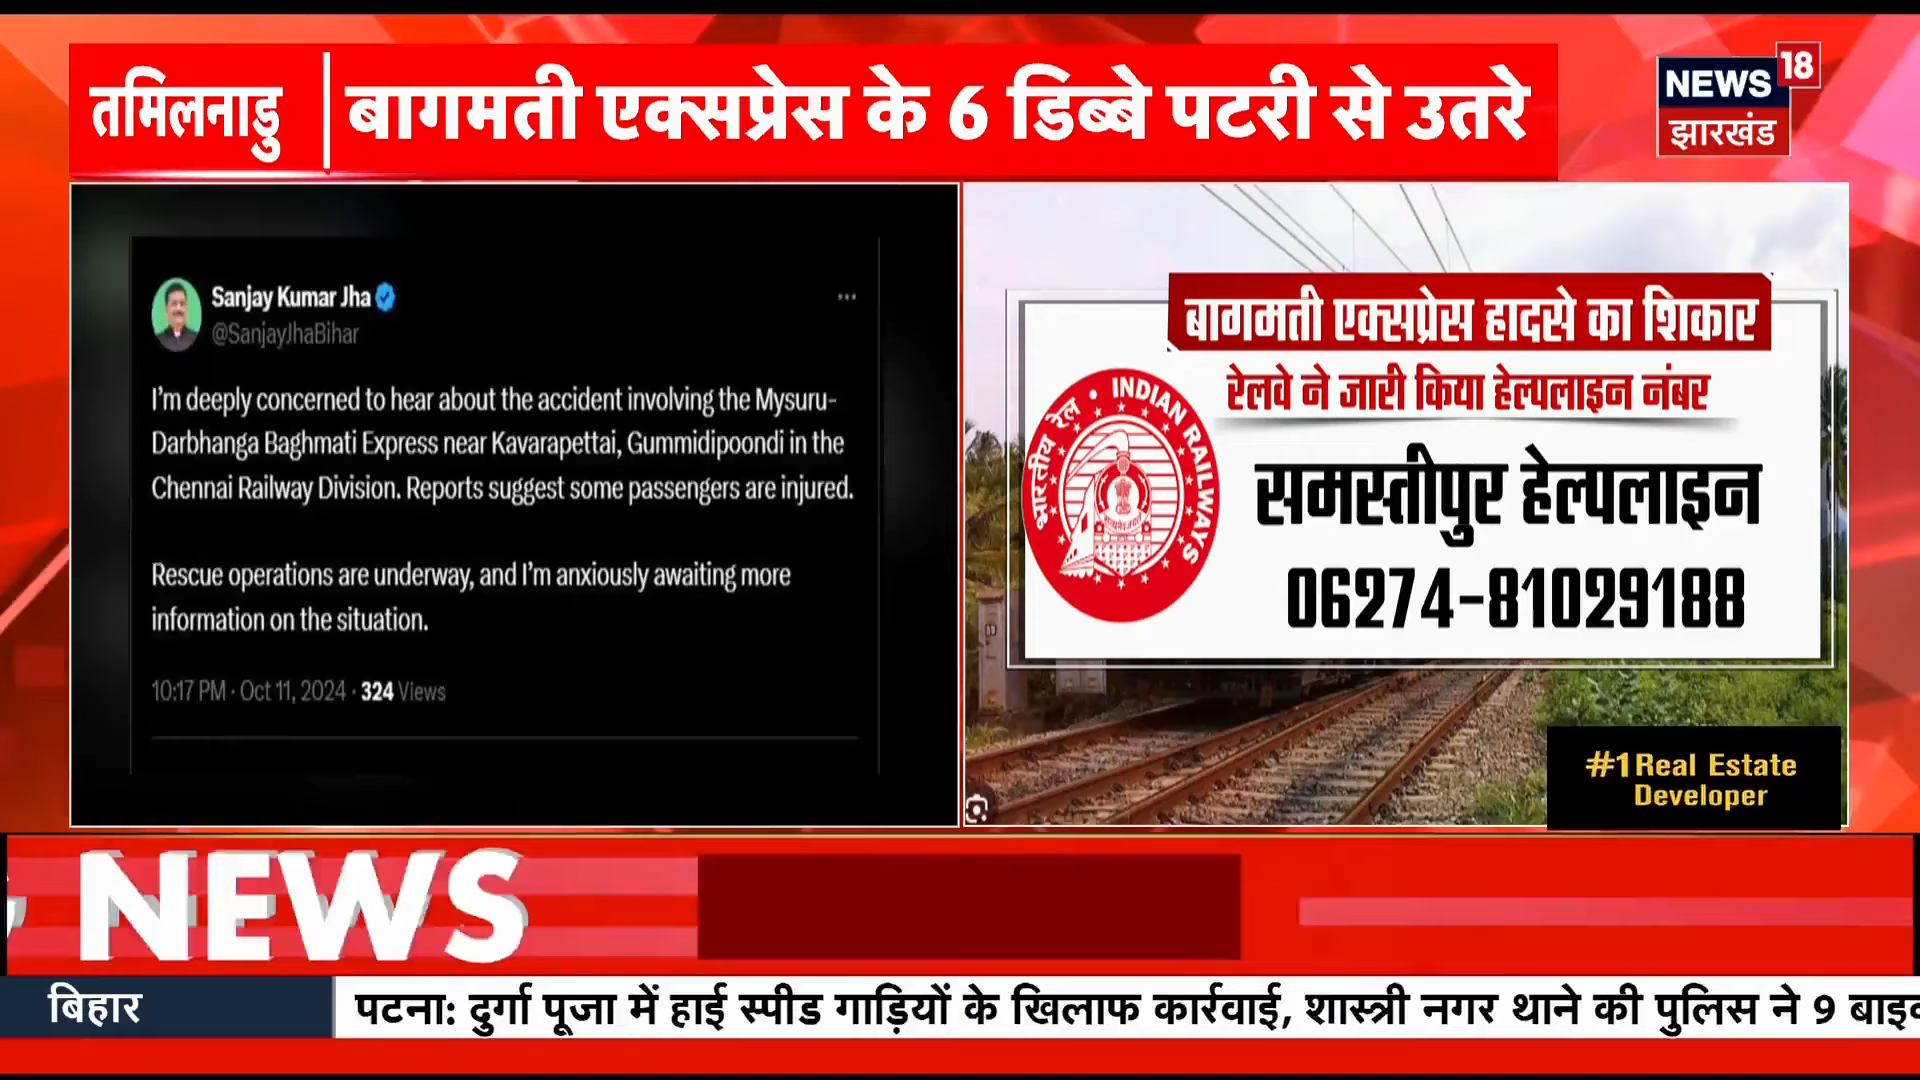 तमिलनाडु
बागमती एक्सप्रेस के 6 डिब्बे पटरी से उतरे
NEWS 18
झारखंड
Sanjay Kumar Jha
@SanjayJhaBihar
I'm deeply concerned to hear about the accident involving the Mysuru-
Darbhanga Baghmati Express near Kavarapettai, Gummidipoondi in the
Chennai Railway Division. Reports suggest some passengers are injured.
Rescue operations are underway, and I'm anxiously awaiting more
information on the situation.
10:17 PM · Oct 11, 2024 · 324 Views
बागमती एक्सप्रेस हादसे का शिकार
रेलवे ने जारी किया हेल्पलाइन नंबर
भारतीय रेल • INDIAN RAILWAYS
समस्तीपुर हेल्पलाइन
06274-81029188
#1 Real Estate
Developer
NEWS
बिहार
पटना: दुर्गा पूजा में हाई स्पीड गाड़ियों के खिलाफ कार्रवाई, शास्त्री नगर थाने की पुलिस ने 9